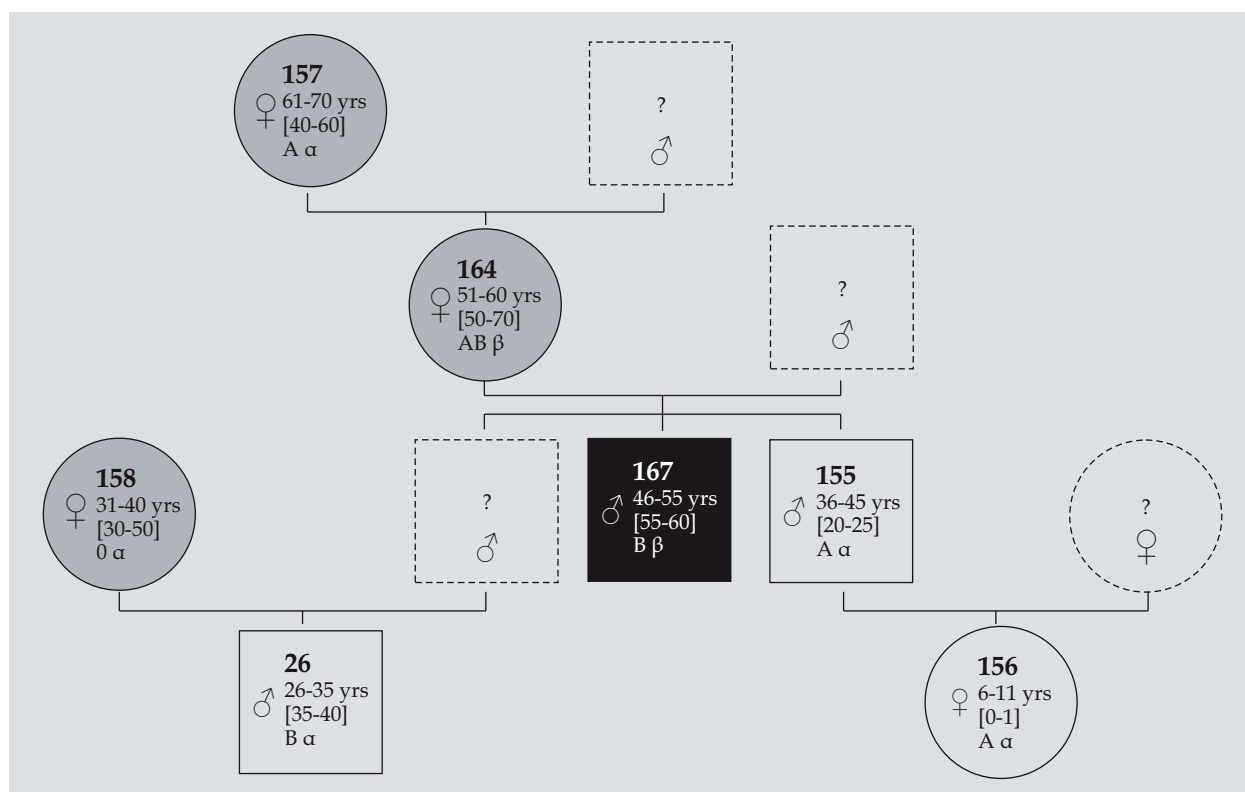 157
♀ 61-70 yrs
[40-60]
A α
?
♂
164
♀ 51-60 yrs
[50-70]
AB β
?
♂
158
♀ 31-40 yrs
[30-50]
0 α
?
♂
167
♂ 46-55 yrs
[55-60]
B β
155
♂ 36-45 yrs
[20-25]
A α
?
♀
26
♂ 26-35 yrs
[35-40]
B α
156
♀ 6-11 yrs
[0-1]
A α